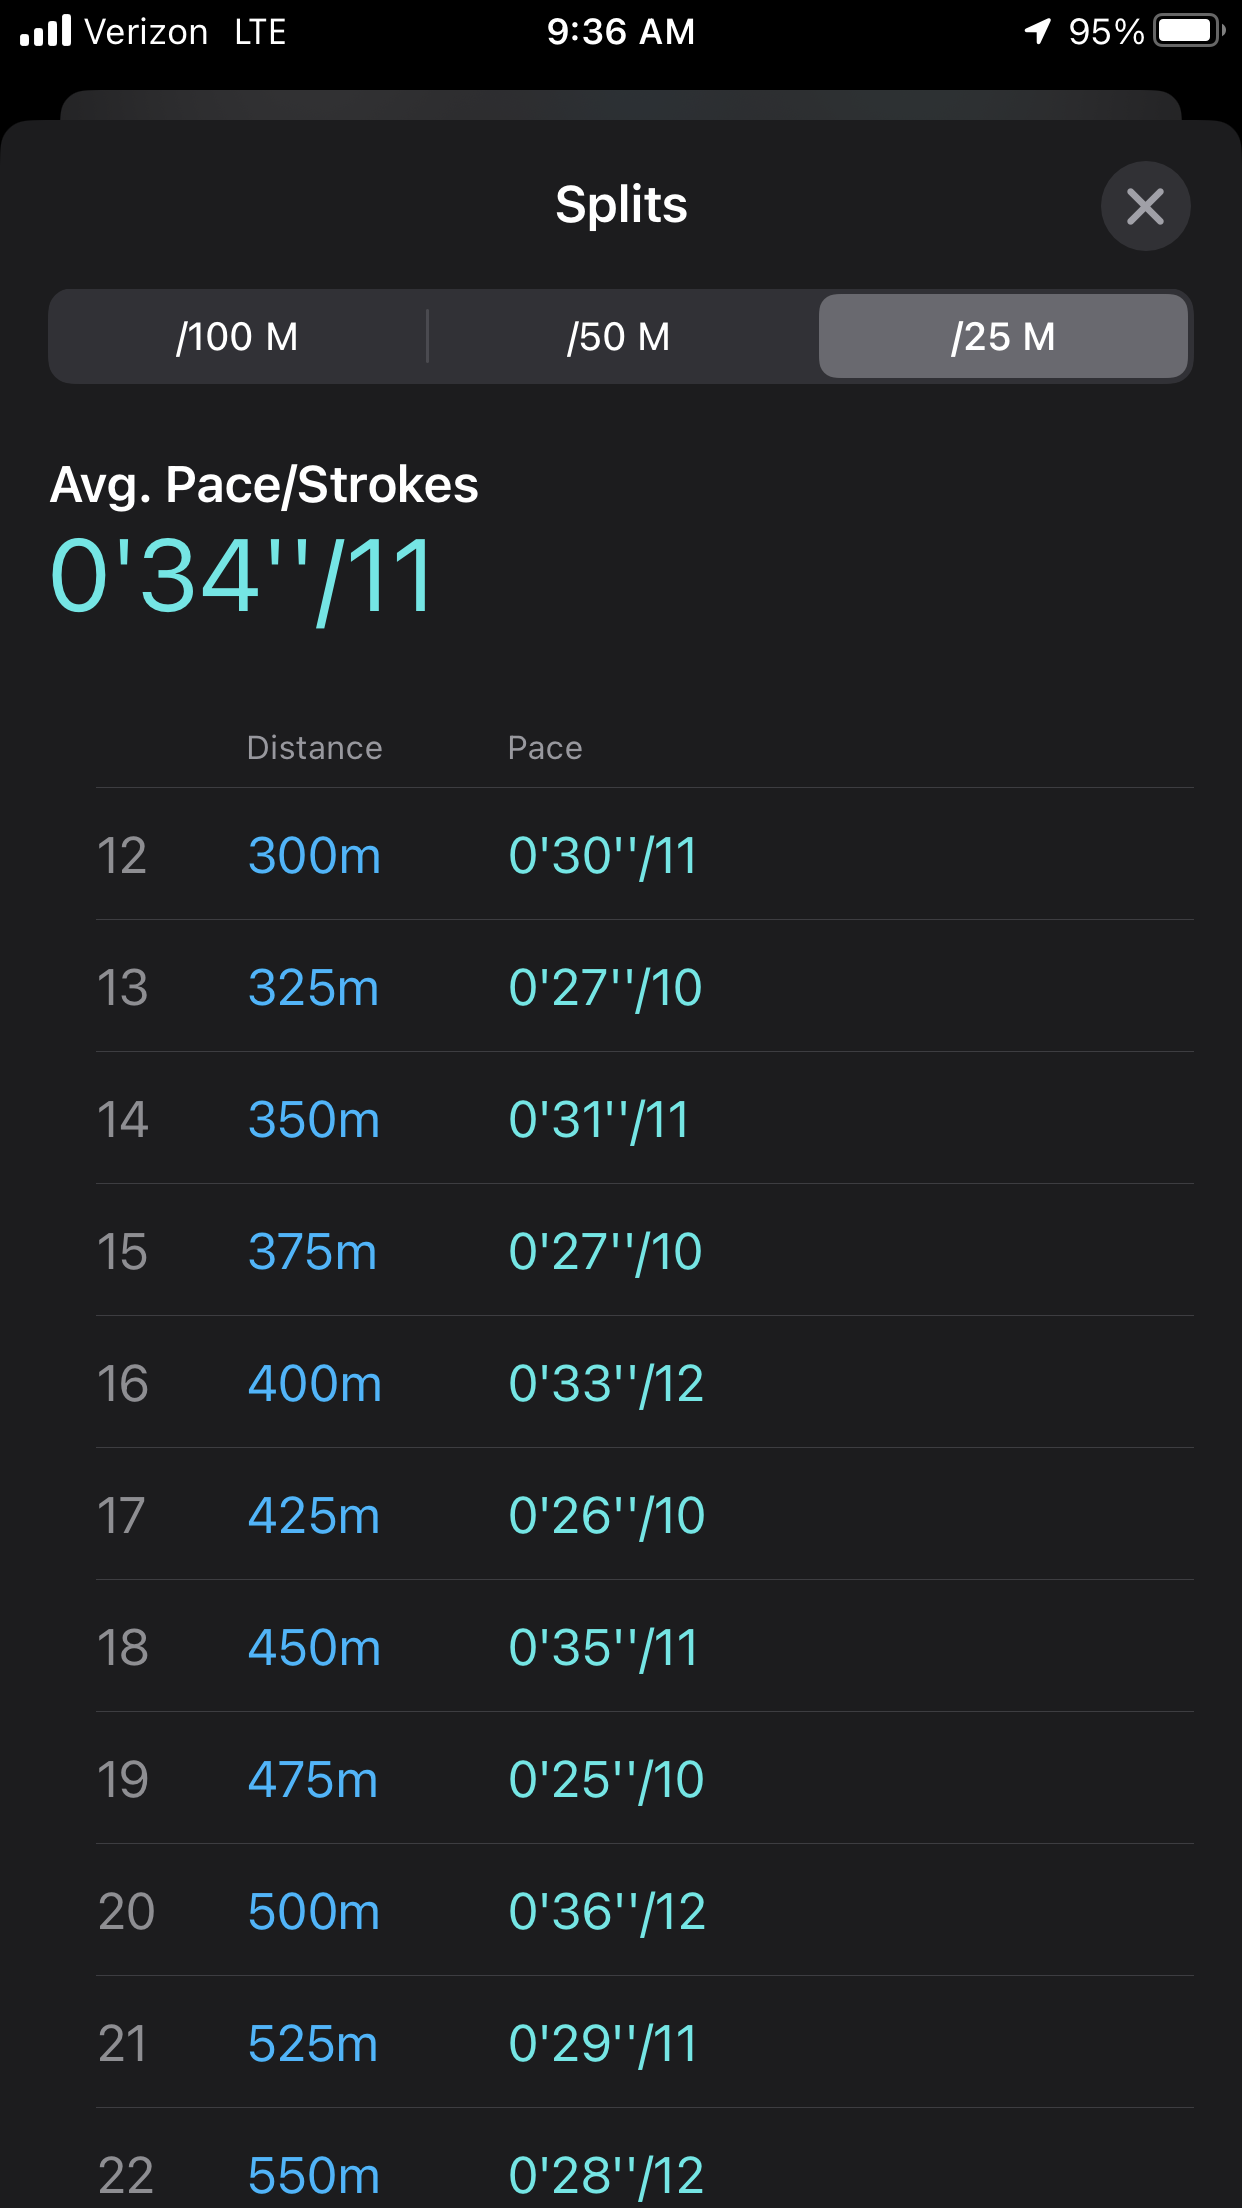 Verizon LTE 9:36 AM 95%
Splits
/100 M /50 M /25 M
Avg. Pace/Strokes
0'34''/11
Distance Pace
12 300m 0'30''/11
13 325m 0'27''/10
14 350m 0'31''/11
15 375m 0'27''/10
16 400m 0'33''/12
17 425m 0'26''/10
18 450m 0'35''/11
19 475m 0'25''/10
20 500m 0'36''/12
21 525m 0'29''/11
22 550m 0'28''/12